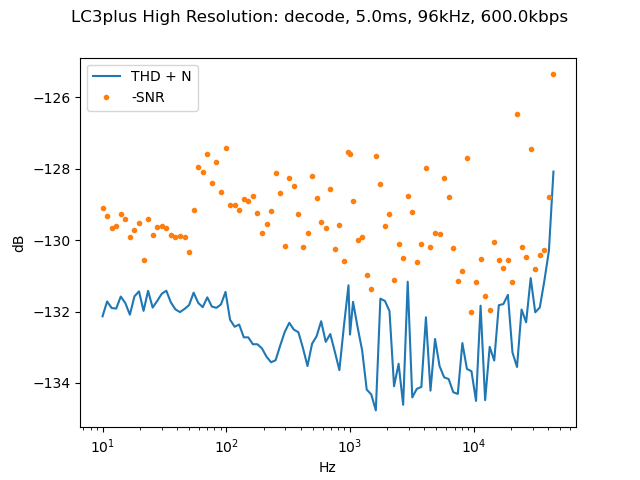 LC3plus High Resolution: decode, 5.0ms, 96kHz, 600.0kbps
THD + N
-SNR
−126
−128
−130
−132
−134
dB
10¹
10²
10³
10⁴
Hz